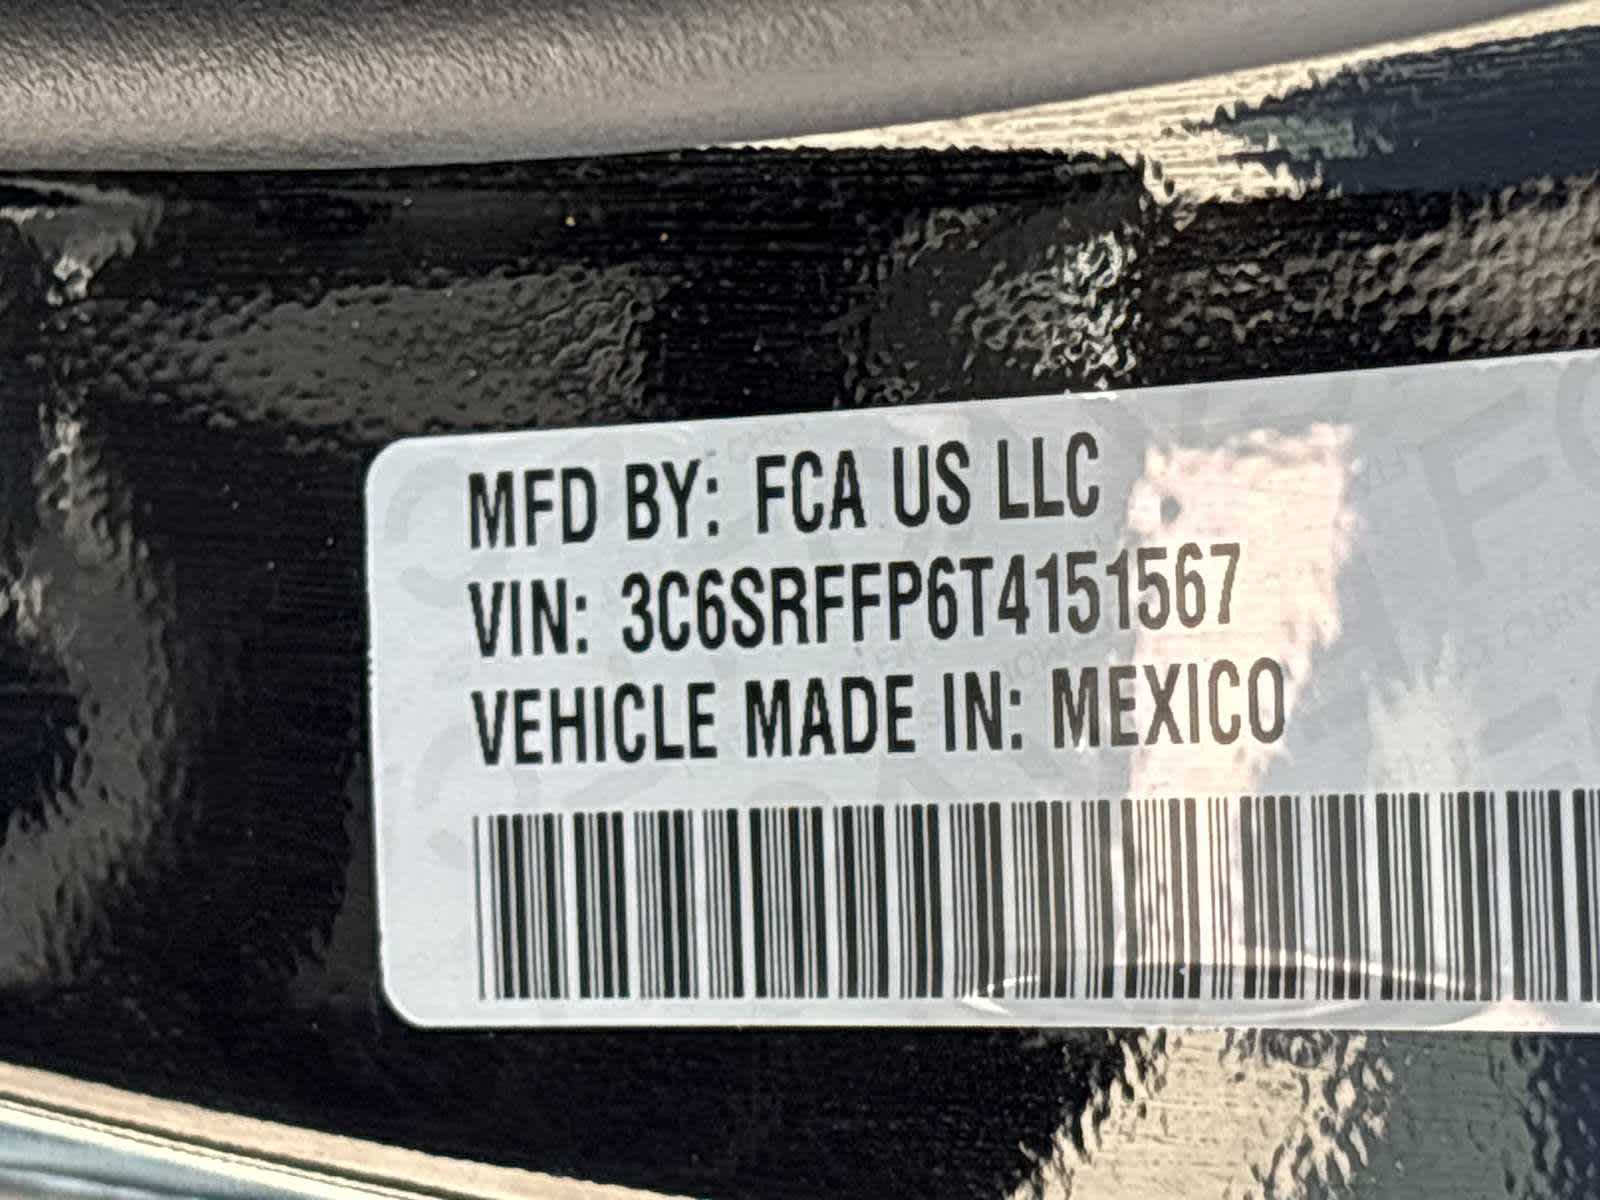 MFD BY: FCA US LLC
VIN: 3C6SRFFP6T4151567
VEHICLE MADE IN: MEXICO